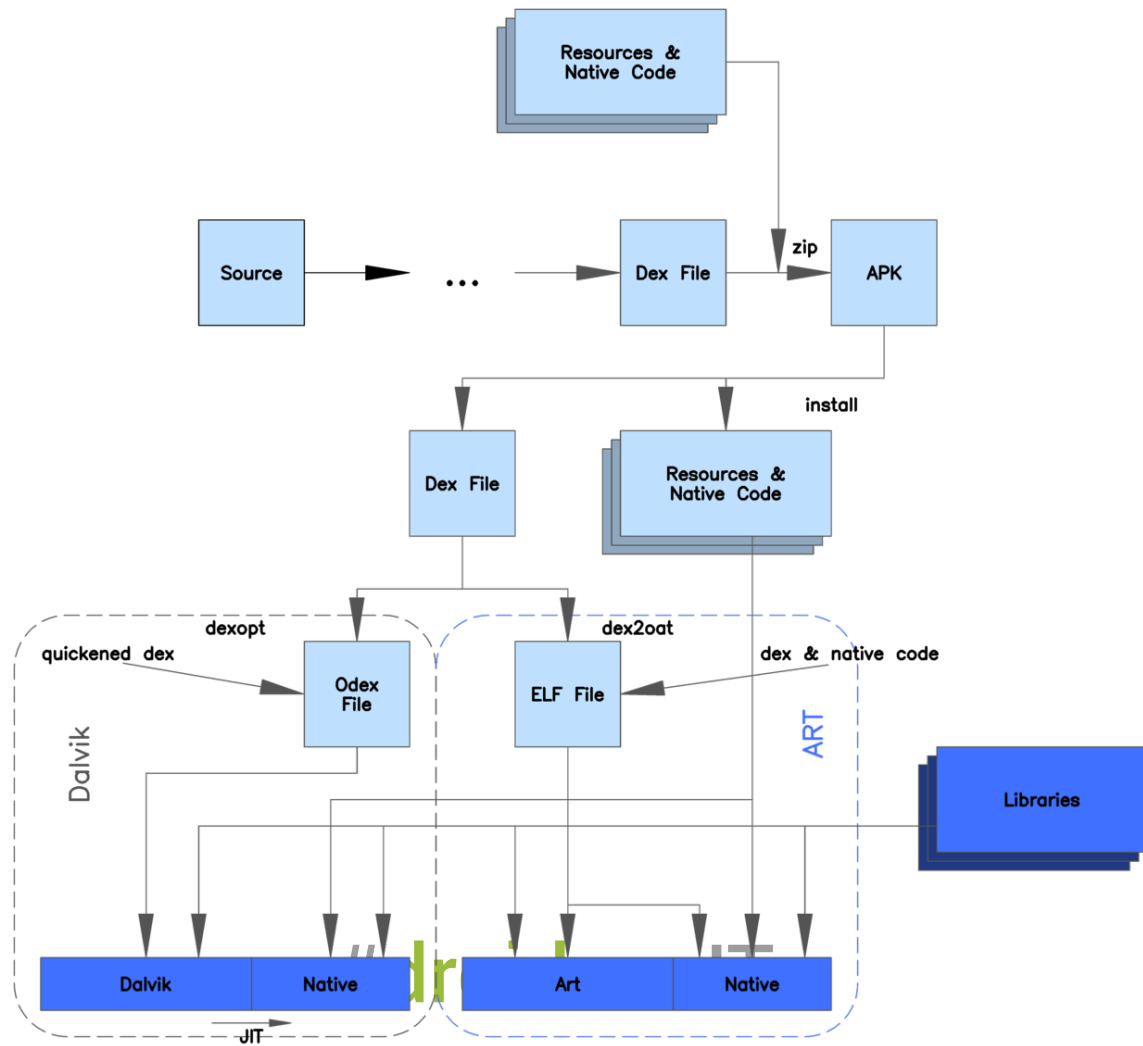 Resources &
Native Code
Source
...
Dex File
zip
APK
install
Dex File
Resources &
Native Code
dexopt
dex2oat
quickened dex
dex & native code
Odex
File
ELF File
Dalvik
ART
Libraries
Dalvik
Native
Art
Native
JIT